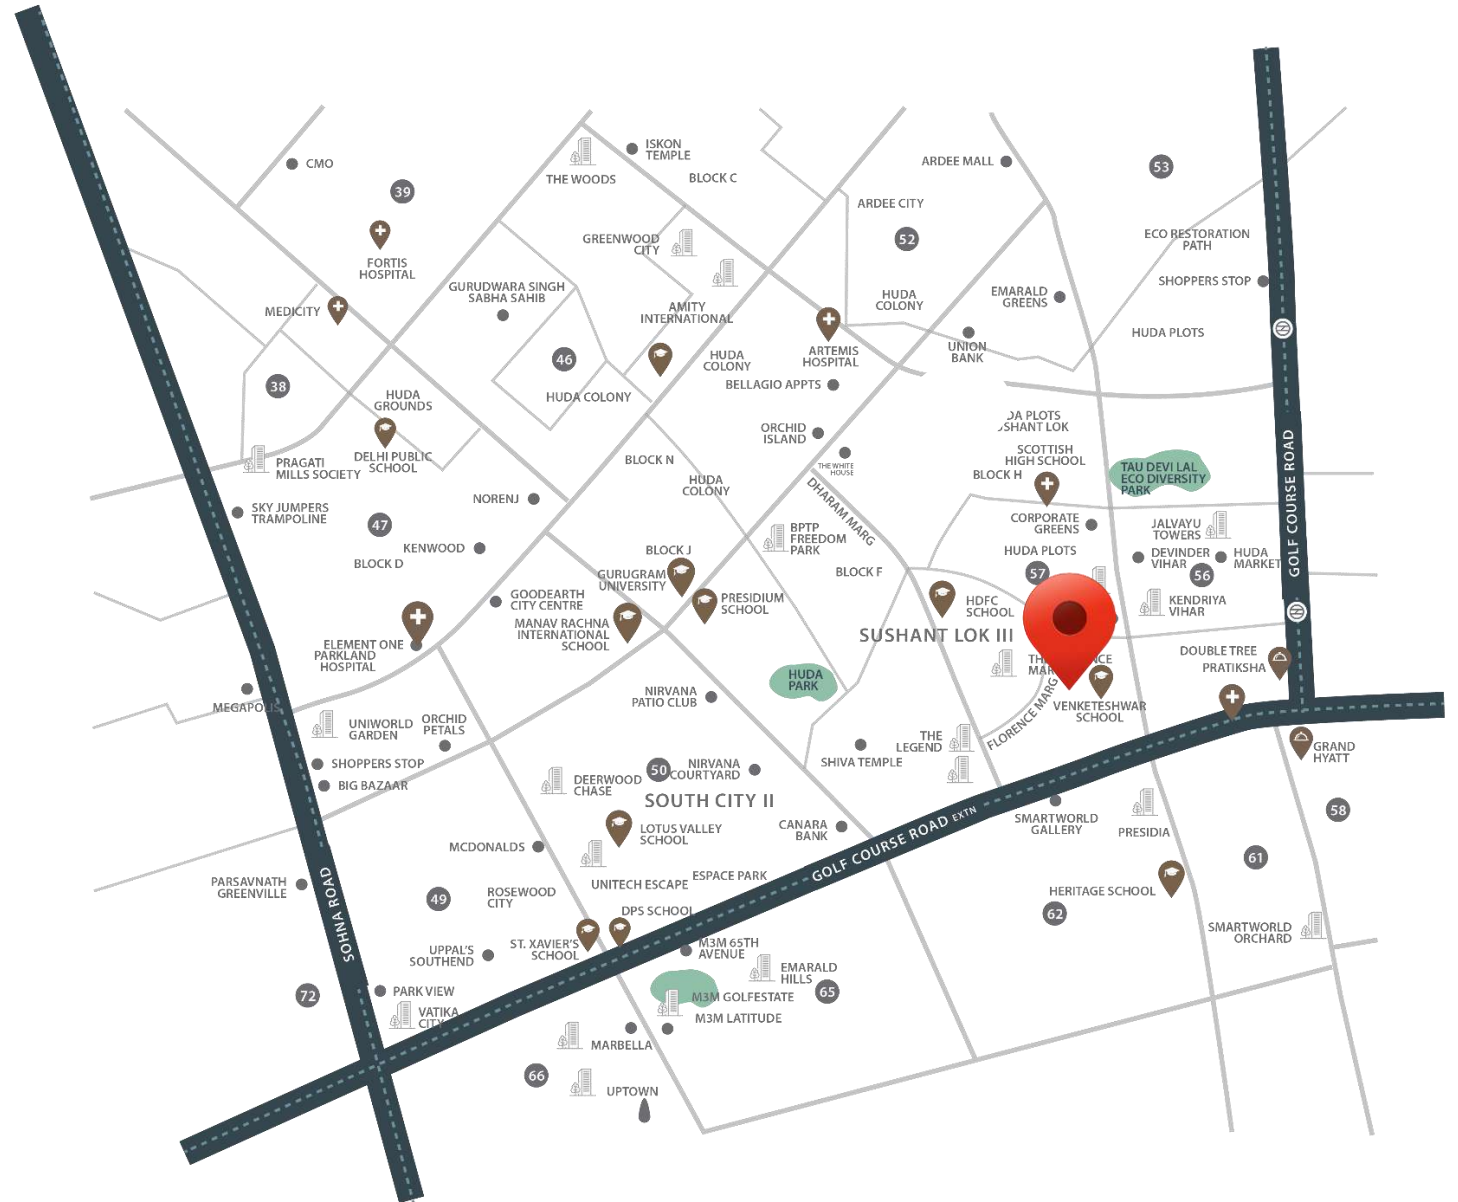 CMO
39
FORTIS
HOSPITAL
MEDICITY
THE WOODS
ISKON
TEMPLE
BLOCK C
GREENWOOD
CITY
GURUDWARA SINGH
SABHA SAHIB
AMITY
INTERNATIONAL
46
HUDA COLONY
HUDA
COLONY
ARTEMIS
HOSPITAL
BELLAGIO APPTS
ARDEE MALL
ARDEE CITY
52
HUDA
COLONY
EMERALD
GREENS
UNION
BANK
53
ECO RESTORATION
PATH
SHOPPERS STOP
HUDA PLOTS
38
HUDA
GROUNDS
DELHI PUBLIC
SCHOOL
PRAGATI
MILLS SOCIETY
SKY JUMPERS
TRAMPOLINE
47
NORENJ
KENWOOD
BLOCK D
BLOCK N
HUDA
COLONY
ORCHID
ISLAND
THE WHITE
HOUSE
DHARAM MARG
BPTP
FREEDOM
PARK
BLOCK F
DA PLOTS
SHANT LOK
SCOTTISH
HIGH SCHOOL
BLOCK H
TAU DEVI LAL
ECO DIVERSITY
PARK
CORPORATE
GREENS
JALVAYU
TOWERS
HUDA PLOTS
57
DEVINDER
VIHAR
HUDA
MARKET
56
KENDRIYA
VIHAR
GOLF COURSE ROAD
BLOCK J
GURUGRAM
UNIVERSITY
PRESIDIUM
SCHOOL
GOODEARTH
CITY CENTRE
MANAV RACHNA
INTERNATIONAL
SCHOOL
ELEMENT ONE
PARKLAND
HOSPITAL
HDFC
SCHOOL
SUSHANT LOK III
FLORENCE MARG
VENKETESHWAR
SCHOOL
DOUBLE TREE
PRATIKSHA
GRAND
HYATT
MEGAPOLIS
UNIWORLD
GARDEN
ORCHID
PETALS
SHOPPERS STOP
BIG BAZAAR
HUDA
PARK
NIRVANA
PATIO CLUB
THE
LEGEND
SHIVA TEMPLE
50
NIRVANA
COURTYARD
DEERWOOD
CHASE
SOUTH CITY II
LOTUS VALLEY
SCHOOL
CANARA
BANK
MCDONALDS
GOLF COURSE ROAD EXTN
SMARTWORLD
GALLERY
PRESIDIA
58
61
HERITAGE SCHOOL
62
SMARTWORLD
ORCHARD
PARSAVNATH
GREENVILLE
SOHNA ROAD
49
ROSEWOOD
CITY
UNITECH ESCAPE
ESPACE PARK
DPS SCHOOL
ST. XAVIER'S
SCHOOL
UPPAL'S
SOUTHEND
M3M 65TH
AVENUE
EMARALD
HILLS
65
M3M GOLFESTATE
M3M LATITUDE
72
PARK VIEW
VATIKA
CITY
MARBELLA
66
UPTOWN